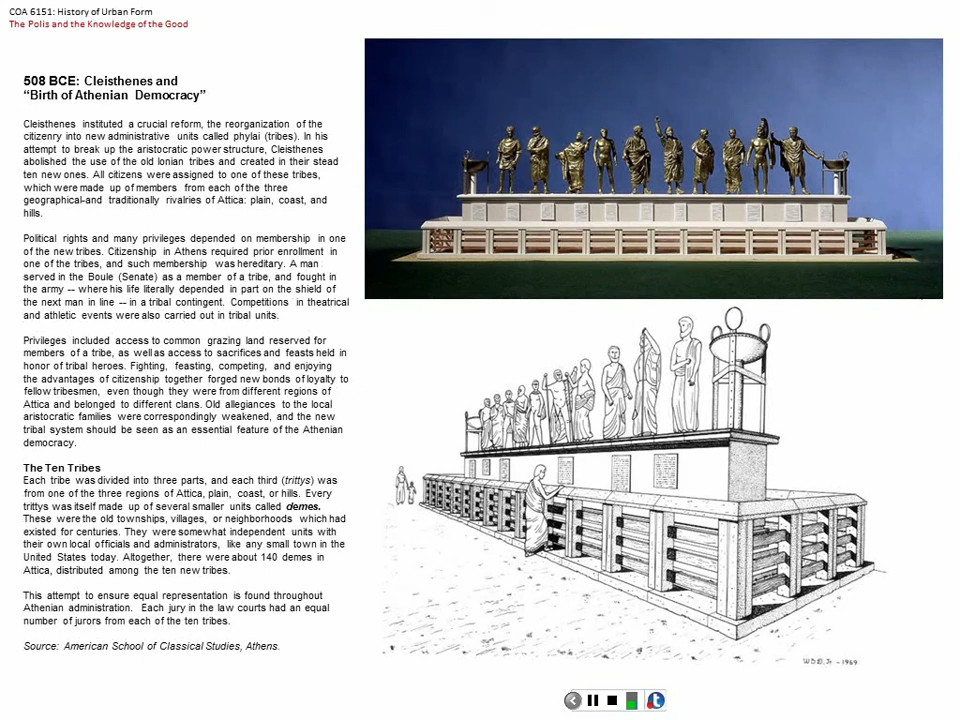 COA 6151: History of Urban Form
The Polis and the Knowledge of the Good
508 BCE: Cleisthenes and
“Birth of Athenian Democracy”
Cleisthenes instituted a crucial reform, the reorganization of the
citizenry into new administrative units called phylai (tribes). In his
attempt to break up the aristocratic power structure, Cleisthenes
abolished the use of the old Ionian tribes and created in their stead
ten new ones. All citizens were assigned to one of these tribes,
which were made up of members from each of the three
geographical-and traditionally rivalries of Attica: plain, coast, and
hills.
Political rights and many privileges depended on membership in one
of the new tribes. Citizenship in Athens required prior enrollment in
one of the tribes, and such membership was hereditary. A man
served in the Boule (Senate) as a member of a tribe, and fought in
the army -- where his life literally depended in part on the shield of
the next man in line -- in a tribal contingent. Competitions in theatrical
and athletic events were also carried out in tribal units.
Privileges included access to common grazing land reserved for
members of a tribe, as well as access to sacrifices and feasts held in
honor of tribal heroes. Fighting, feasting, competing, and enjoying
the advantages of citizenship together forged new bonds of loyalty to
fellow tribesmen, even though they were from different regions of
Attica and belonged to different clans. Old allegiances to the local
aristocratic families were correspondingly weakened, and the new
tribal system should be seen as an essential feature of the Athenian
democracy.
The Ten Tribes
Each tribe was divided into three parts, and each third (trittys) was
from one of the three regions of Attica, plain, coast, or hills. Every
trittys was itself made up of several smaller units called demes.
These were the old townships, villages, or neighborhoods which had
existed for centuries. They were somewhat independent units with
their own local officials and administrators, like any small town in the
United States today. Altogether, there were about 140 demes in
Attica, distributed among the ten new tribes.
This attempt to ensure equal representation is found throughout
Athenian administration. Each jury in the law courts had an equal
number of jurors from each of the ten tribes.
Source: American School of Classical Studies, Athens.
W.B.D. Jr - 1969